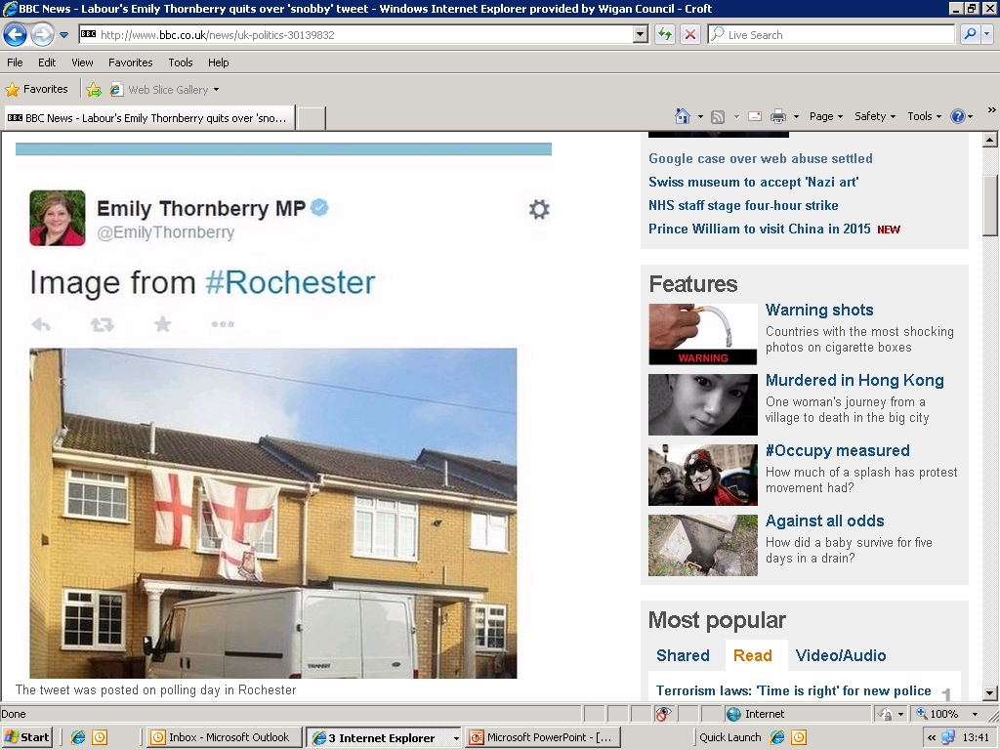 BBC News - Labour's Emily Thornberry quits over 'snobby' tweet - Windows Internet Explorer provided by Wigan Council - Croft
BBC http://www.bbc.co.uk/news/uk-politics-30139832
Live Search
File Edit View Favorites Tools Help
Favorites Web Slice Gallery
BBC BBC News - Labour's Emily Thornberry quits over 'sno...
Page Safety Tools »
Emily Thornberry MP
@EmilyThornberry
Image from #Rochester
TRANSIT
The tweet was posted on polling day in Rochester
Google case over web abuse settled
Swiss museum to accept 'Nazi art'
NHS staff stage four-hour strike
Prince William to visit China in 2015 NEW
Features
WARNING
Warning shots
Countries with the most shocking
photos on cigarette boxes
Murdered in Hong Kong
One woman's journey from a
village to death in the big city
#Occupy measured
How much of a splash has protest
movement had?
Against all odds
How did a baby survive for five
days in a drain?
Most popular
Shared Read Video/Audio
Terrorism laws: 'Time is right' for new police 1
Done Internet 100%
Start Inbox - Microsoft Outlook 3 Internet Explorer Microsoft PowerPoint - [... Quick Launch « 13:41